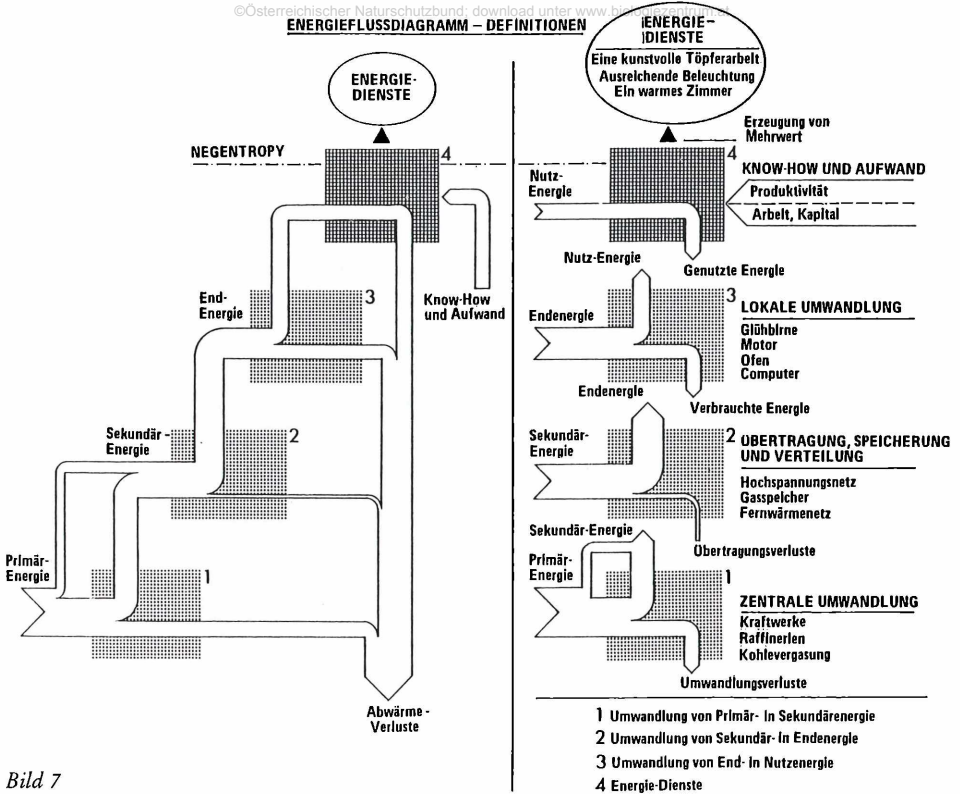 ©Österreichischer Naturschutzbund; download unter www.biologiezentrum.at
ENERGIEFLUSSDIAGRAMM – DEFINITIONEN
ENERGIE-
DIENSTE
NEGENTROPY
4
Know-How
und Aufwand
End-
Energie
3
Sekundär-
Energie
2
Primär-
Energie
1
Abwärme-
Verluste
ENERGIE-
DIENSTE
Eine kunstvolle Töpferarbeit
Ausreichende Beleuchtung
Ein warmes Zimmer
Erzeugung von
Mehrwert
4
KNOW-HOW UND AUFWAND
Produktivität
Arbeit, Kapital
Nutz-
Energie
Genutzte Energie
Nutz-Energie
3
LOKALE UMWANDLUNG
Glühbirne
Motor
Ofen
Computer
Endenergie
Verbrauchte Energie
Endenergie
2
ÜBERTRAGUNG, SPEICHERUNG
UND VERTEILUNG
Hochspannungsnetz
Gasspeicher
Fernwärmenetz
Sekundär-
Energie
Übertragungsverluste
Sekundär-Energie
Primär-
Energie
1
ZENTRALE UMWANDLUNG
Kraftwerke
Raffinerien
Kohlevergasung
Umwandlungsverluste
1 Umwandlung von Primär- in Sekundärenergie
2 Umwandlung von Sekundär- in Endenergie
3 Umwandlung von End- in Nutzenergie
4 Energie-Dienste
Bild 7